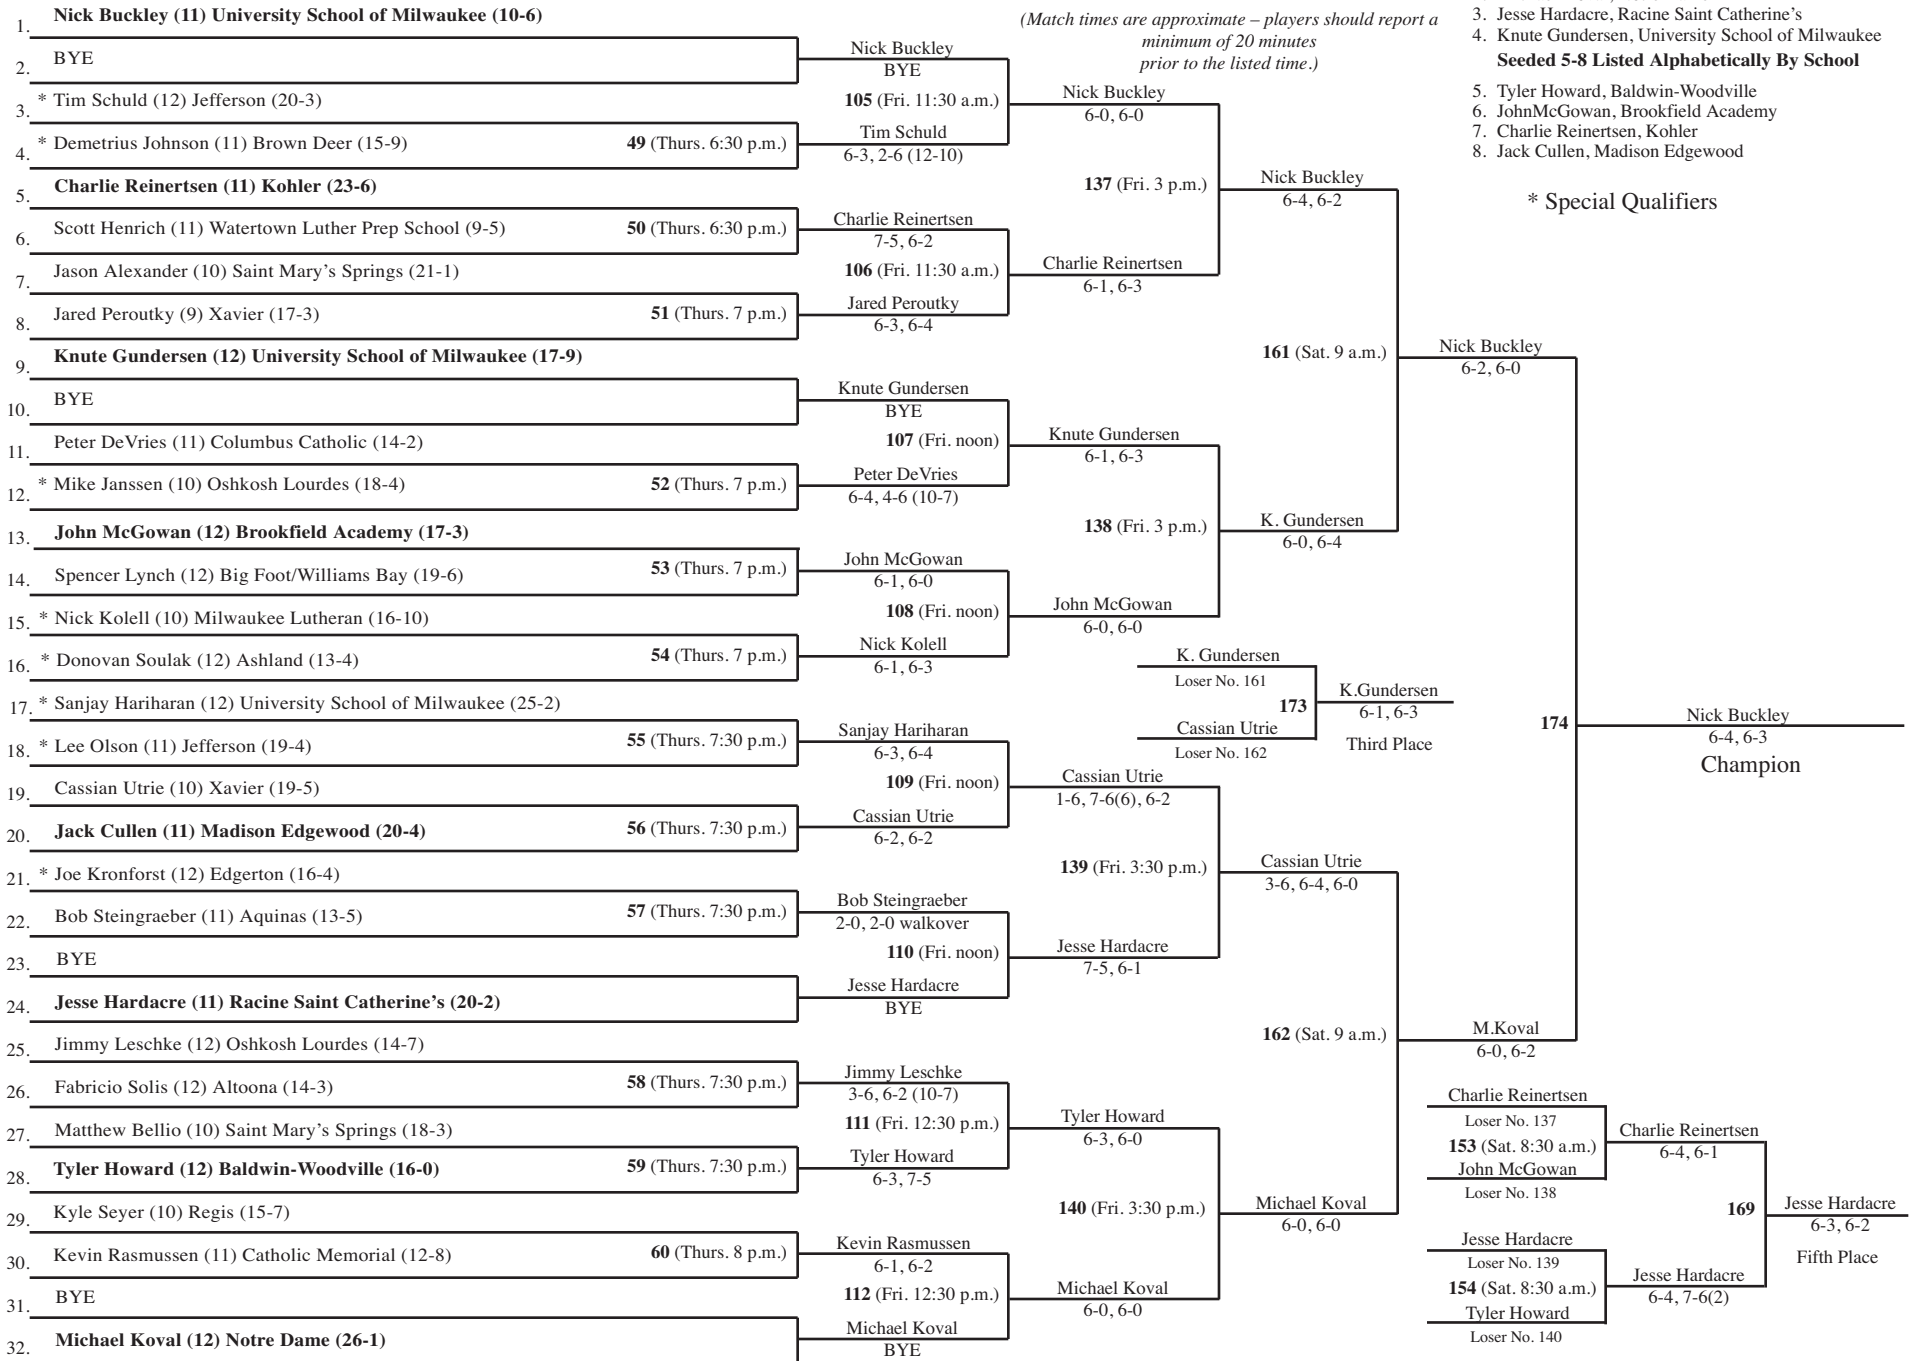 1. Nick Buckley (11) University School of Milwaukee (10-6)
2. BYE
3. * Tim Schuld (12) Jefferson (20-3)
4. * Demetrius Johnson (11) Brown Deer (15-9)
49 (Thurs. 6:30 p.m.)
5. Charlie Reinertsen (11) Kohler (23-6)
6. Scott Henrich (11) Watertown Luther Prep School (9-5)
50 (Thurs. 6:30 p.m.)
7. Jason Alexander (10) Saint Mary's Springs (21-1)
8. Jared Peroutky (9) Xavier (17-3)
51 (Thurs. 7 p.m.)
9. Knute Gundersen (12) University School of Milwaukee (17-9)
10. BYE
11. Peter DeVries (11) Columbus Catholic (14-2)
12. * Mike Janssen (10) Oshkosh Lourdes (18-4)
52 (Thurs. 7 p.m.)
13. John McGowan (12) Brookfield Academy (17-3)
14. Spencer Lynch (12) Big Foot/Williams Bay (19-6)
53 (Thurs. 7 p.m.)
15. * Nick Kolell (10) Milwaukee Lutheran (16-10)
16. * Donovan Soulak (12) Ashland (13-4)
54 (Thurs. 7 p.m.)
17. * Sanjay Hariharan (12) University School of Milwaukee (25-2)
18. * Lee Olson (11) Jefferson (19-4)
55 (Thurs. 7:30 p.m.)
19. Cassian Utrie (10) Xavier (19-5)
20. Jack Cullen (11) Madison Edgewood (20-4)
56 (Thurs. 7:30 p.m.)
21. * Joe Kronforst (12) Edgerton (16-4)
22. Bob Steingraeber (11) Aquinas (13-5)
57 (Thurs. 7:30 p.m.)
23. BYE
24. Jesse Hardacre (11) Racine Saint Catherine's (20-2)
25. Jimmy Leschke (12) Oshkosh Lourdes (14-7)
26. Fabricio Solis (12) Altoona (14-3)
58 (Thurs. 7:30 p.m.)
27. Matthew Bellio (10) Saint Mary's Springs (18-3)
28. Tyler Howard (12) Baldwin-Woodville (16-0)
59 (Thurs. 7:30 p.m.)
29. Kyle Seyer (10) Regis (15-7)
30. Kevin Rasmussen (11) Catholic Memorial (12-8)
60 (Thurs. 8 p.m.)
31. BYE
32. Michael Koval (12) Notre Dame (26-1)
Nick Buckley
BYE
105 (Fri. 11:30 a.m.)
Tim Schuld
6-3, 2-6 (12-10)
Charlie Reinertsen
7-5, 6-2
106 (Fri. 11:30 a.m.)
Jared Peroutky
6-3, 6-4
Knute Gundersen
BYE
107 (Fri. noon)
Peter DeVries
6-4, 4-6 (10-7)
John McGowan
6-1, 6-0
108 (Fri. noon)
Nick Kolell
6-1, 6-3
Sanjay Hariharan
6-3, 6-4
109 (Fri. noon)
Cassian Utrie
6-2, 6-2
Bob Steingraeber
2-0, 2-0 walkover
110 (Fri. noon)
Jesse Hardacre
BYE
Jimmy Leschke
3-6, 6-2 (10-7)
111 (Fri. 12:30 p.m.)
Tyler Howard
6-3, 7-5
Kevin Rasmussen
6-1, 6-2
112 (Fri. 12:30 p.m.)
Michael Koval
BYE
(Match times are approximate – players should report a
minimum of 20 minutes
prior to the listed time.)
Nick Buckley
6-0, 6-0
137 (Fri. 3 p.m.)
Charlie Reinertsen
6-1, 6-3
Knute Gundersen
6-1, 6-3
138 (Fri. 3 p.m.)
John McGowan
6-0, 6-0
Cassian Utrie
1-6, 7-6(6), 6-2
139 (Fri. 3:30 p.m.)
Jesse Hardacre
7-5, 6-1
Tyler Howard
6-3, 6-0
140 (Fri. 3:30 p.m.)
Michael Koval
6-0, 6-0
Nick Buckley
6-4, 6-2
161 (Sat. 9 a.m.)
K. Gundersen
6-0, 6-4
Cassian Utrie
3-6, 6-4, 6-0
162 (Sat. 9 a.m.)
Michael Koval
6-0, 6-0
Nick Buckley
6-2, 6-0
174
M.Koval
6-0, 6-2
Nick Buckley
6-4, 6-3
Champion
K. Gundersen
Loser No. 161
173
Cassian Utrie
Loser No. 162
K.Gundersen
6-1, 6-3
Third Place
Charlie Reinertsen
Loser No. 137
153 (Sat. 8:30 a.m.)
John McGowan
Loser No. 138
Charlie Reinertsen
6-4, 6-1
169
Jesse Hardacre
Loser No. 139
154 (Sat. 8:30 a.m.)
Tyler Howard
Loser No. 140
Jesse Hardacre
6-4, 7-6(2)
Jesse Hardacre
6-3, 6-2
Fifth Place
3. Jesse Hardacre, Racine Saint Catherine's
4. Knute Gundersen, University School of Milwaukee
Seeded 5-8 Listed Alphabetically By School
5. Tyler Howard, Baldwin-Woodville
6. JohnMcGowan, Brookfield Academy
7. Charlie Reinertsen, Kohler
8. Jack Cullen, Madison Edgewood
* Special Qualifiers